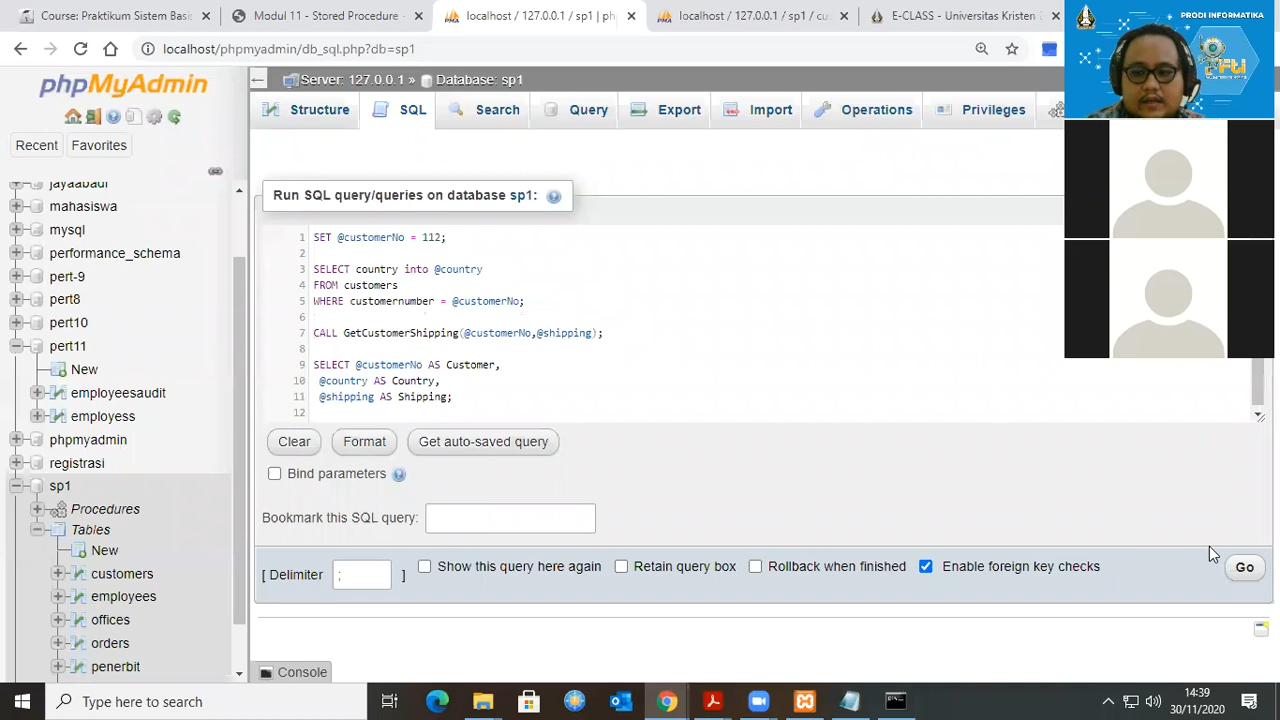 Course: Praktikum Sistem Basis
Modul 11 - Stored Procedure -
localhost / 127.0.0.1 / sp1 | ph
localhost / 127.0.0.1 / sp1 / cu
E-CLASS - Universitas Kristen
PRODI INFORMATIKA
fti
localhost/phpmyadmin/db_sql.php?db=sp1
phpMyAdmin
Server: 127.0.0.1 » Database: sp1
Structure
SQL
Search
Query
Export
Import
Operations
Privileges
Recent
Favorites
jayaabadi
mahasiswa
mysql
performance_schema
pert-9
pert8
pert10
pert11
New
employeesaudit
employess
phpmyadmin
registrasi
sp1
Procedures
Tables
New
customers
employees
offices
orders
penerbit
Run SQL query/queries on database sp1:
1 SET @customerNo = 112;
2
3 SELECT country into @country
4 FROM customers
5 WHERE customernumber = @customerNo;
6
7 CALL GetCustomerShipping(@customerNo,@shipping);
8
9 SELECT @customerNo AS Customer,
10 @country AS Country,
11 @shipping AS Shipping;
12
Clear
Format
Get auto-saved query
Bind parameters
Bookmark this SQL query:
[ Delimiter ; ]
Show this query here again
Retain query box
Rollback when finished
Enable foreign key checks
Go
Console
Type here to search
14:39
30/11/2020